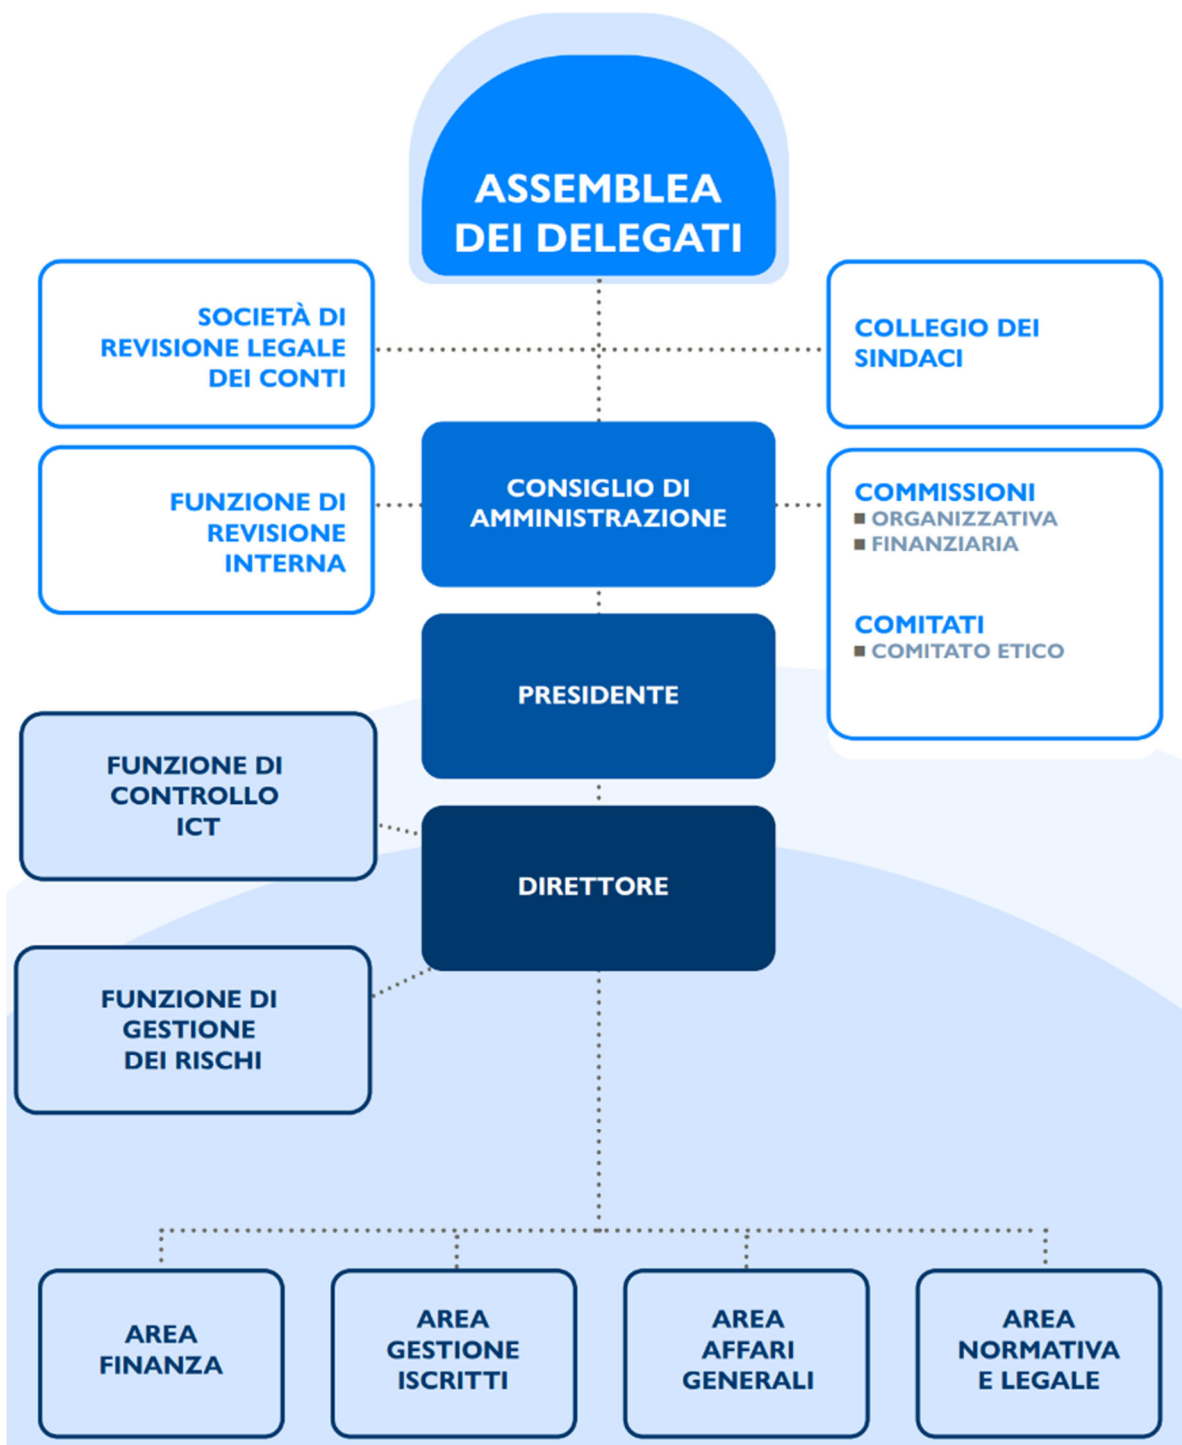 ASSEMBLEA
DEI DELEGATI
SOCIETÀ DI
REVISIONE LEGALE
DEI CONTI
COLLEGIO DEI
SINDACI
FUNZIONE DI
REVISIONE
INTERNA
CONSIGLIO DI
AMMINISTRAZIONE
COMMISSIONI
■ ORGANIZZATIVA
■ FINANZIARIA
COMITATI
■ COMITATO ETICO
PRESIDENTE
FUNZIONE DI
CONTROLLO
ICT
DIRETTORE
FUNZIONE DI
GESTIONE
DEI RISCHI
AREA
FINANZA
AREA
GESTIONE
ISCRITTI
AREA
AFFARI
GENERALI
AREA
NORMATIVA
E LEGALE